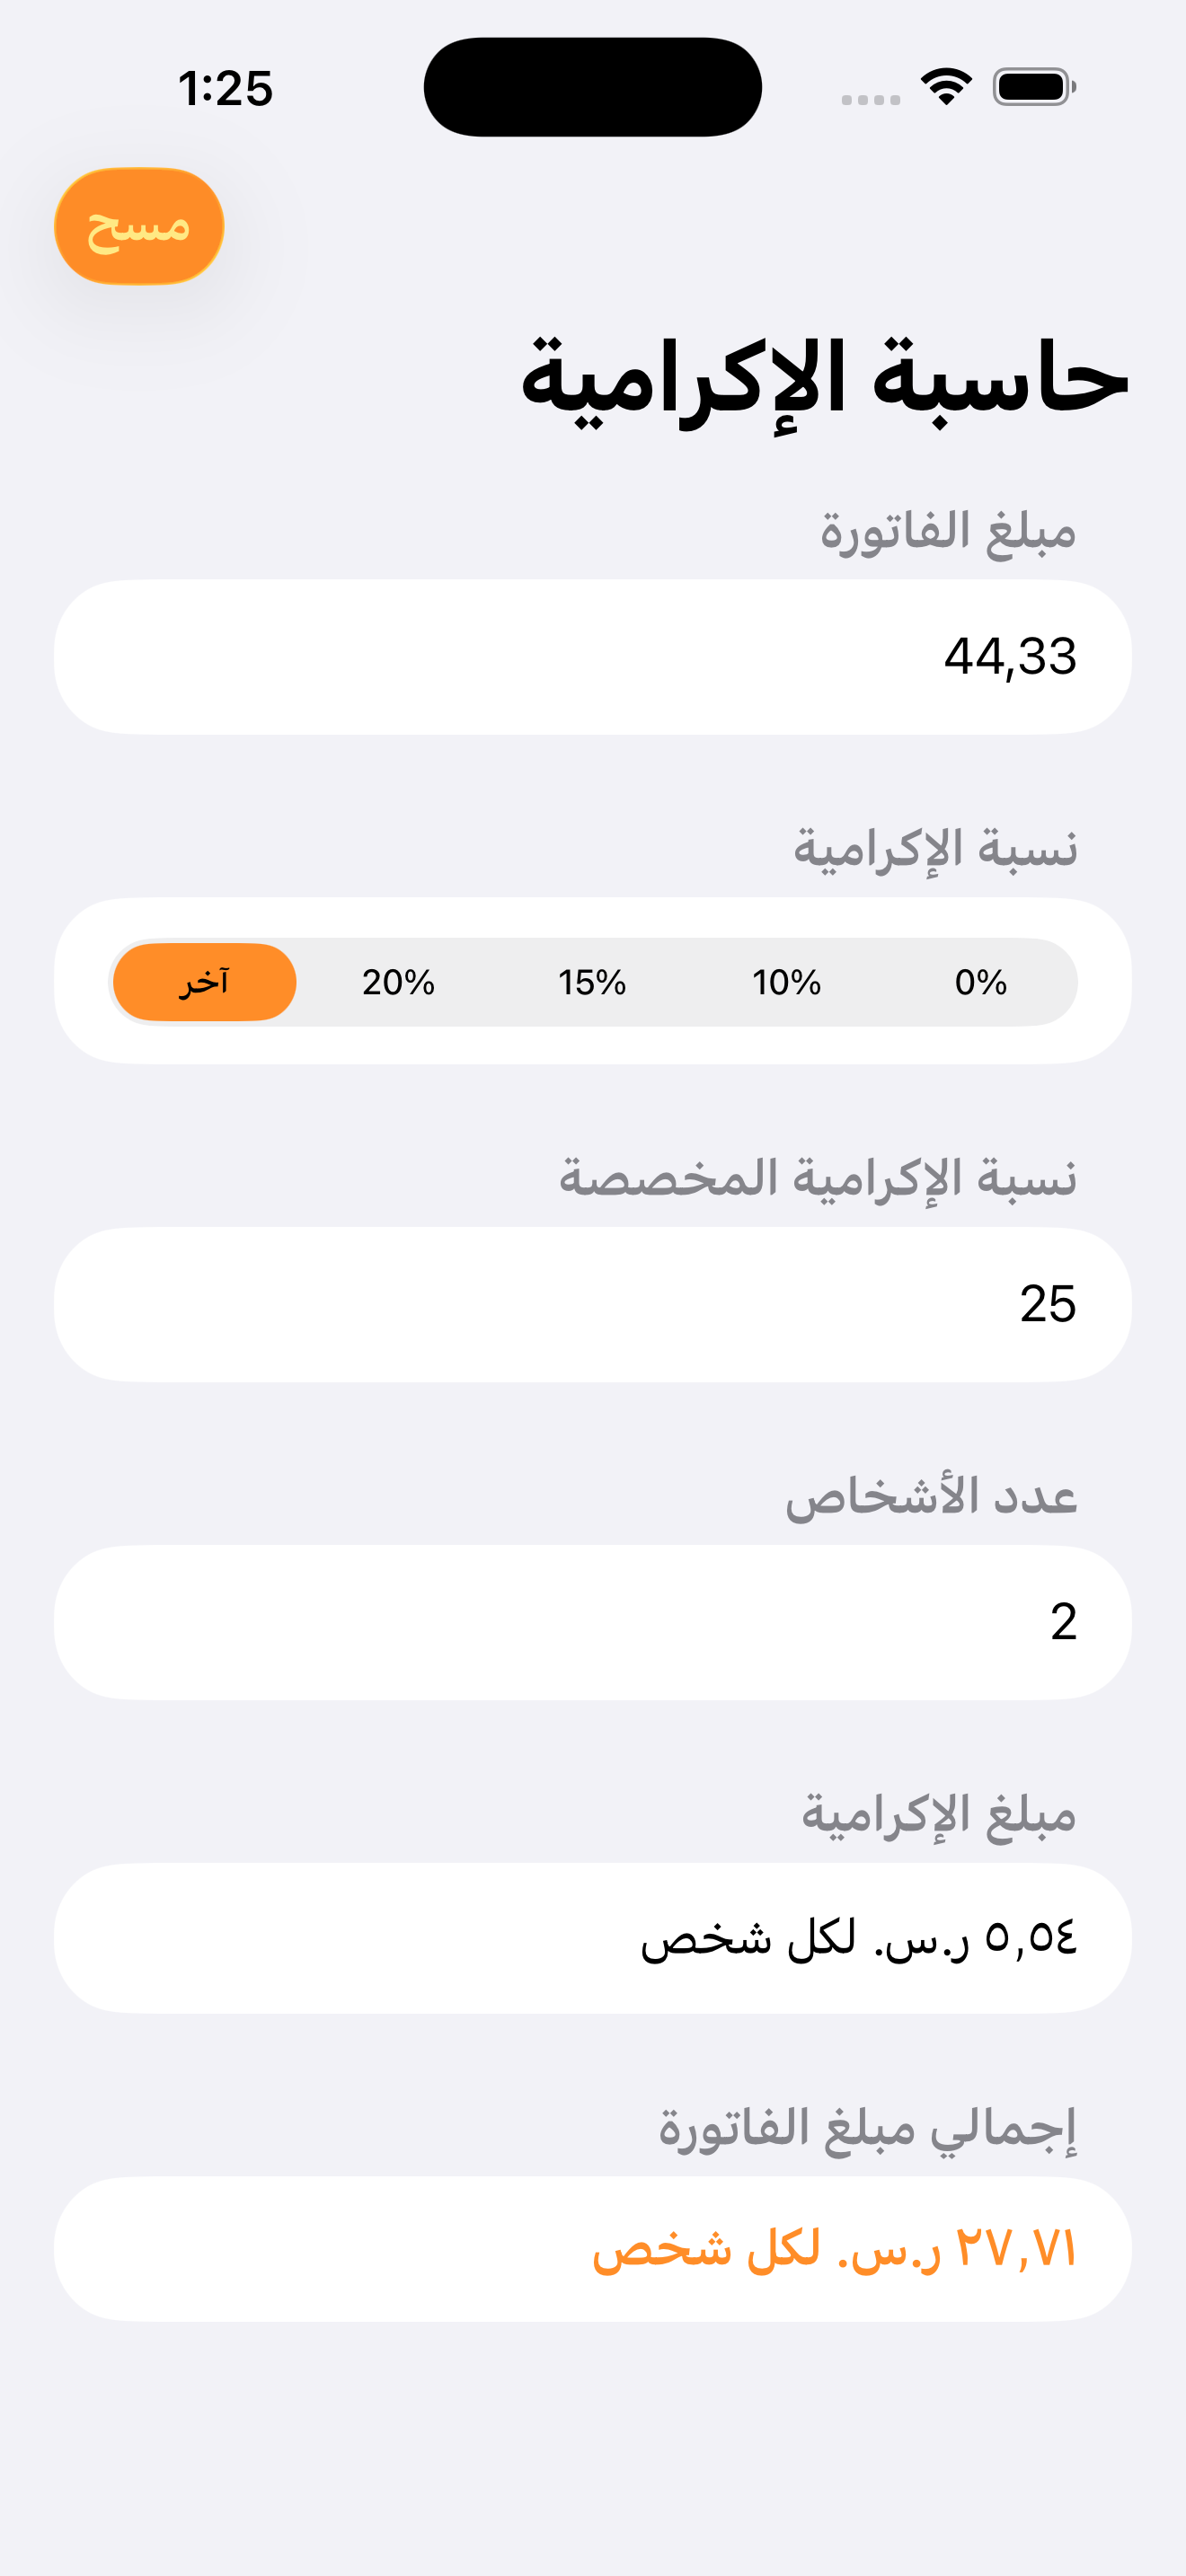 1:25
مسح
حاسبة الإكرامية
مبلغ الفاتورة
44,33
نسبة الإكرامية
0% 10% 15% 20% آخر
نسبة الإكرامية المخصصة
25
عدد الأشخاص
2
مبلغ الإكرامية
٥,٥٤ ر.س. لكل شخص
إجمالي مبلغ الفاتورة
٢٧,٧١ ر.س. لكل شخص